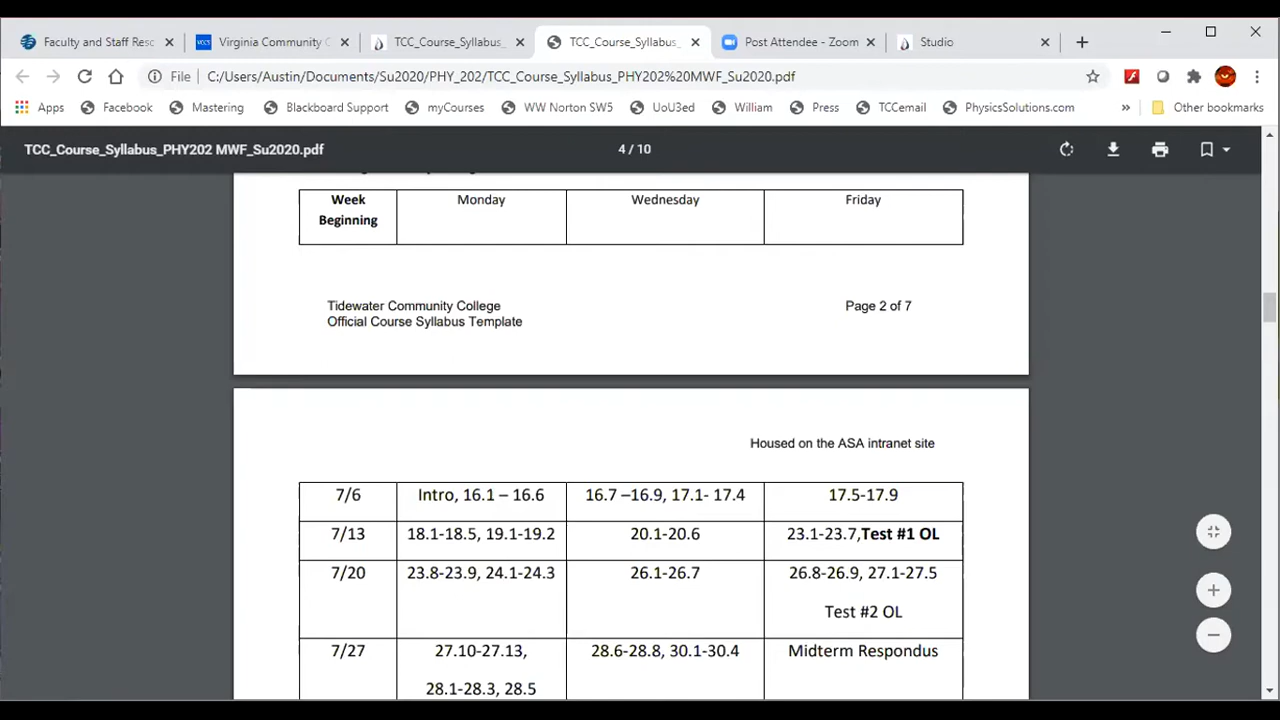 Faculty and Staff Resc
Virginia Community C
TCC_Course_Syllabus_
TCC_Course_Syllabus_
Post Attendee - Zoom
Studio
File
C:/Users/Austin/Documents/Su2020/PHY_202/TCC_Course_Syllabus_PHY202%20MWF_Su2020.pdf
Apps Facebook Mastering Blackboard Support myCourses WW Norton SW5 UoU3ed William Press TCCemail PhysicsSolutions.com » Other bookmarks
TCC_Course_Syllabus_PHY202 MWF_Su2020.pdf 4 / 10
Week Beginning Monday Wednesday Friday
Tidewater Community College Page 2 of 7
Official Course Syllabus Template
Housed on the ASA intranet site
7/6 Intro, 16.1 – 16.6 16.7 –16.9, 17.1- 17.4 17.5-17.9
7/13 18.1-18.5, 19.1-19.2 20.1-20.6 23.1-23.7,Test #1 OL
7/20 23.8-23.9, 24.1-24.3 26.1-26.7 26.8-26.9, 27.1-27.5
Test #2 OL
7/27 27.10-27.13, 28.6-28.8, 30.1-30.4 Midterm Respondus
28.1-28.3, 28.5